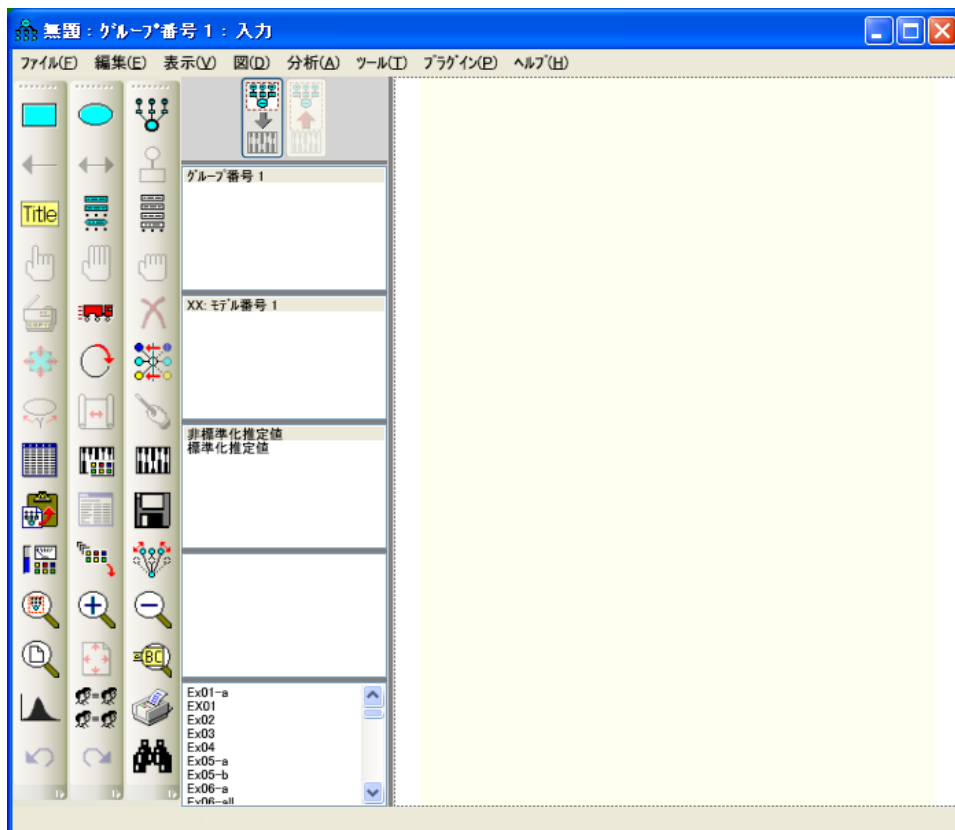 無題 : グループ番号 1 : 入力
ファイル(F) 編集(E) 表示(V) 図(D) 分析(A) ツール(T) プラグイン(P) ヘルプ(H)
Title
グループ番号 1
XX: モデル番号 1
非標準化推定値
標準化推定値
Ex01-a
EX01
Ex02
Ex03
Ex04
Ex05-a
Ex05-b
Ex06-a
Ex06-all